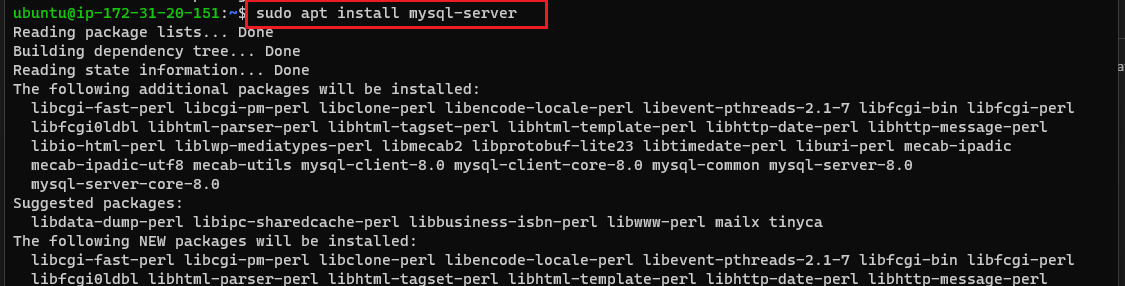 ubuntu@ip-172-31-20-151:~$ sudo apt install mysql-server
Reading package lists... Done
Building dependency tree... Done
Reading state information... Done
The following additional packages will be installed:
  libcgi-fast-perl libcgi-pm-perl libclone-perl libencode-locale-perl libevent-pthreads-2.1-7 libfcgi-bin libfcgi-perl
  libfcgi0ldbl libhtml-parser-perl libhtml-tagset-perl libhtml-template-perl libhttp-date-perl libhttp-message-perl
  libio-html-perl liblwp-mediatypes-perl libmecab2 libprotobuf-lite23 libtimedate-perl liburi-perl mecab-ipadic
  mecab-ipadic-utf8 mecab-utils mysql-client-8.0 mysql-client-core-8.0 mysql-common mysql-server-8.0
  mysql-server-core-8.0
Suggested packages:
  libdata-dump-perl libipc-sharedcache-perl libbusiness-isbn-perl libwww-perl mailx tinyca
The following NEW packages will be installed:
  libcgi-fast-perl libcgi-pm-perl libclone-perl libencode-locale-perl libevent-pthreads-2.1-7 libfcgi-bin libfcgi-perl
  libfcgi0ldbl libhtml-parser-perl libhtml-tagset-perl libhtml-template-perl libhttp-date-perl libhttp-message-perl